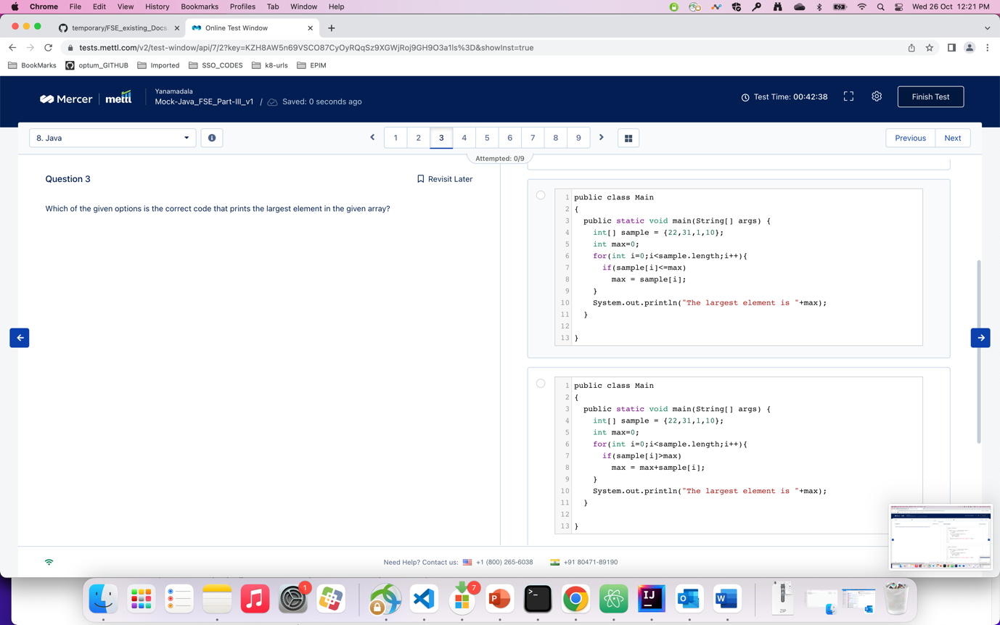 Chrome File Edit View History Bookmarks Profiles Tab Window Help Wed 26 Oct 12:21 PM
temporary/FSE_existing_Docs. Online Test Window
tests.mettl.com/v2/test-window/api/7/2?key=KZH8AW5n69VSCO87CyOyRQqSz9XGWjRoj9GH9O3a1ls%3D&showInst=true
BookMarks optum_GITHUB Imported SSO_CODES k8-urls EPIM
Mercer mettl
Yanamadala
Mock-Java_FSE_Part-III_v1 / Saved: 0 seconds ago
Test Time: 00:42:38 Finish Test
8. Java 1 2 3 4 5 6 7 8 9 Previous Next
Attempted: 0/9
Question 3 Revisit Later
Which of the given options is the correct code that prints the largest element in the given array?
1 public class Main
2 {
3 public static void main(String[] args) {
4 int[] sample = {22,31,1,10};
5 int max=0;
6 for(int i=0;i<sample.length;i++){
7 if(sample[i]<=max)
8 max = sample[i];
9 }
10 System.out.println("The largest element is "+max);
11 }
12
13 }
1 public class Main
2 {
3 public static void main(String[] args) {
4 int[] sample = {22,31,1,10};
5 int max=0;
6 for(int i=0;i<sample.length;i++){
7 if(sample[i]>max)
8 max = max+sample[i];
9 }
10 System.out.println("The largest element is "+max);
11 }
12
13 }
Need Help? Contact us: +1 (800) 265-6038 +91 80471-89190
1
7
ZIP